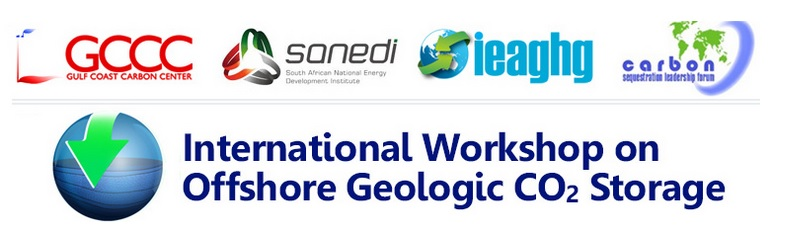 GCCC
GULF COAST CARBON CENTER
sanedi
South African National Energy
Development Institute
ieaghg
carbon
sequestration leadership forum
International Workshop on
Offshore Geologic CO₂ Storage